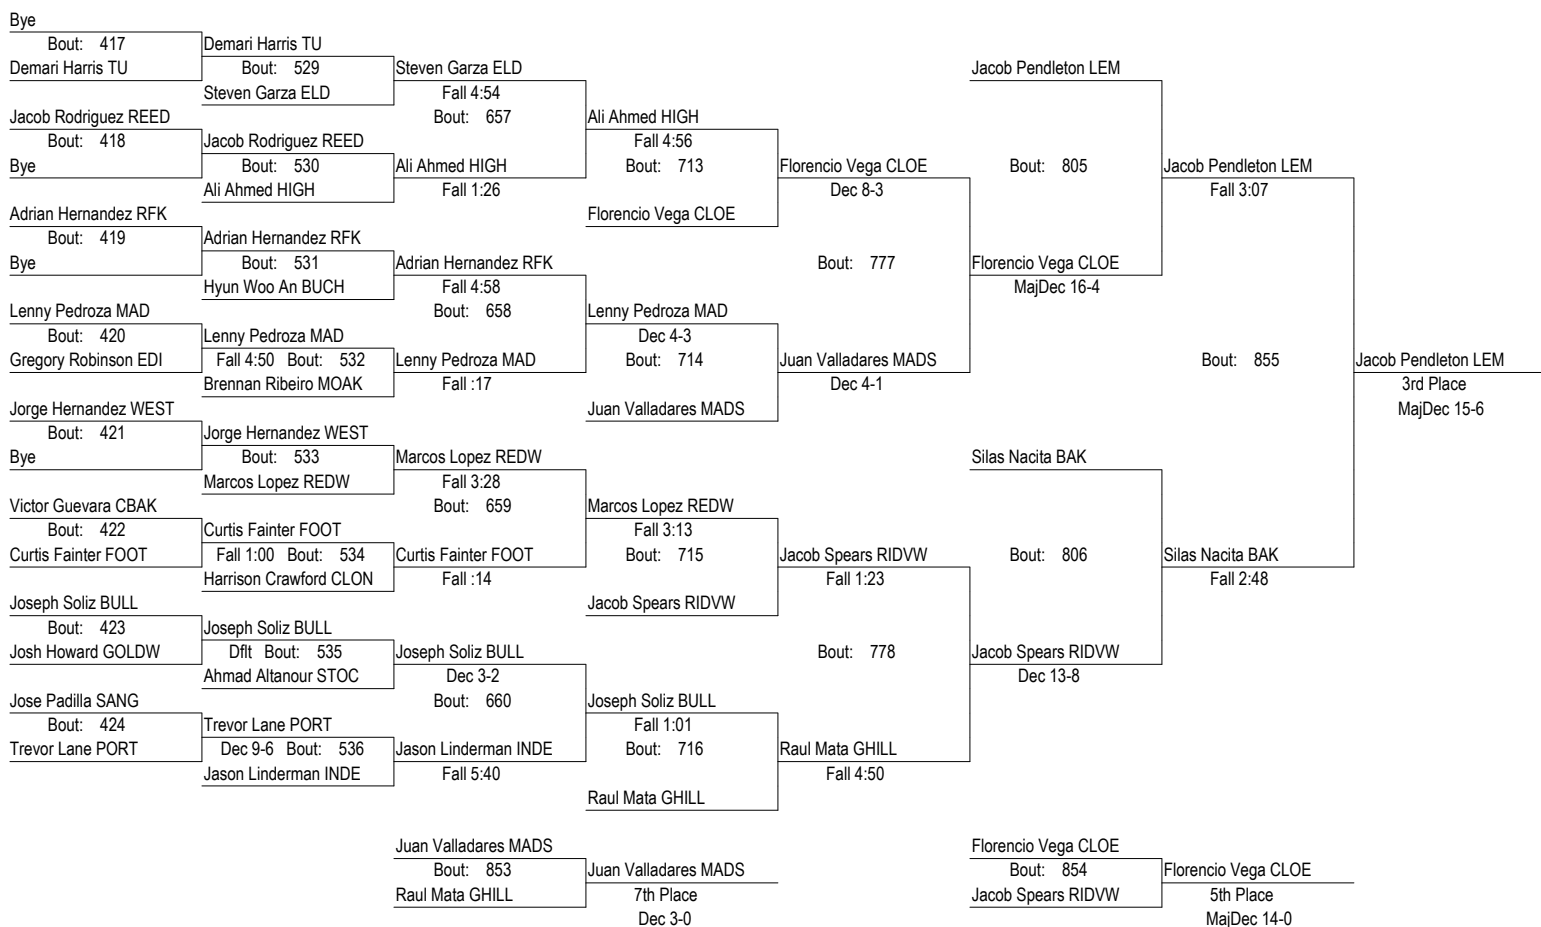 Bye
Bout: 417 Demari Harris TU
Demari Harris TU Bout: 529 Steven Garza ELD Jacob Pendleton LEM
Steven Garza ELD Fall 4:54
Jacob Rodriguez REED Bout: 657 Ali Ahmed HIGH
Bout: 418 Jacob Rodriguez REED Fall 4:56
Bye Bout: 530 Ali Ahmed HIGH Bout: 713 Florencio Vega CLOE Bout: 805 Jacob Pendleton LEM
Ali Ahmed HIGH Fall 1:26 Dec 8-3 Fall 3:07
Adrian Hernandez RFK Florencio Vega CLOE
Bout: 419 Adrian Hernandez RFK
Bye Bout: 531 Adrian Hernandez RFK Bout: 777 Florencio Vega CLOE
Hyun Woo An BUCH Fall 4:58 MajDec 16-4
Lenny Pedroza MAD Bout: 658 Lenny Pedroza MAD
Bout: 420 Lenny Pedroza MAD Dec 4-3
Gregory Robinson EDI Fall 4:50 Bout: 532 Lenny Pedroza MAD Bout: 714 Juan Valladares MADS Bout: 855 Jacob Pendleton LEM
Brennan Ribeiro MOAK Fall :17 Dec 4-1 3rd Place
Jorge Hernandez WEST Juan Valladares MADS MajDec 15-6
Bout: 421 Jorge Hernandez WEST
Bye Bout: 533 Marcos Lopez REDW Silas Nacita BAK
Marcos Lopez REDW Fall 3:28
Victor Guevara CBAK Bout: 659 Marcos Lopez REDW
Bout: 422 Curtis Fainter FOOT Fall 3:13
Curtis Fainter FOOT Fall 1:00 Bout: 534 Curtis Fainter FOOT Bout: 715 Jacob Spears RIDVW Bout: 806 Silas Nacita BAK
Harrison Crawford CLON Fall :14 Fall 1:23 Fall 2:48
Joseph Soliz BULL Jacob Spears RIDVW
Bout: 423 Joseph Soliz BULL
Josh Howard GOLDW Dflt Bout: 535 Joseph Soliz BULL Bout: 778 Jacob Spears RIDVW
Ahmad Altanour STOC Dec 3-2 Dec 13-8
Jose Padilla SANG Bout: 660 Joseph Soliz BULL
Bout: 424 Trevor Lane PORT Fall 1:01
Trevor Lane PORT Dec 9-6 Bout: 536 Jason Linderman INDE Bout: 716 Raul Mata GHILL
Jason Linderman INDE Fall 5:40 Fall 4:50
Raul Mata GHILL
Juan Valladares MADS Florencio Vega CLOE
Bout: 853 Juan Valladares MADS Bout: 854 Florencio Vega CLOE
Raul Mata GHILL 7th Place Jacob Spears RIDVW 5th Place
Dec 3-0 MajDec 14-0